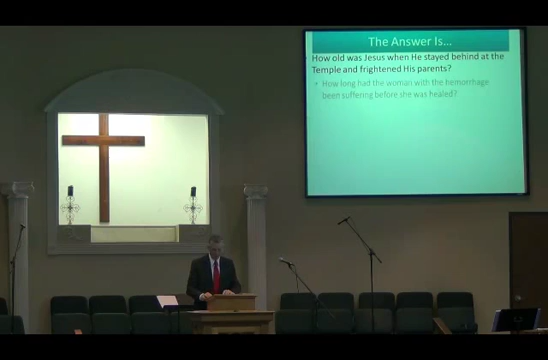 The Answer Is...
How old was Jesus when He stayed behind at the
Temple and frightened His parents?
• How long had the woman with the hemorrhage
been suffering before she was healed?